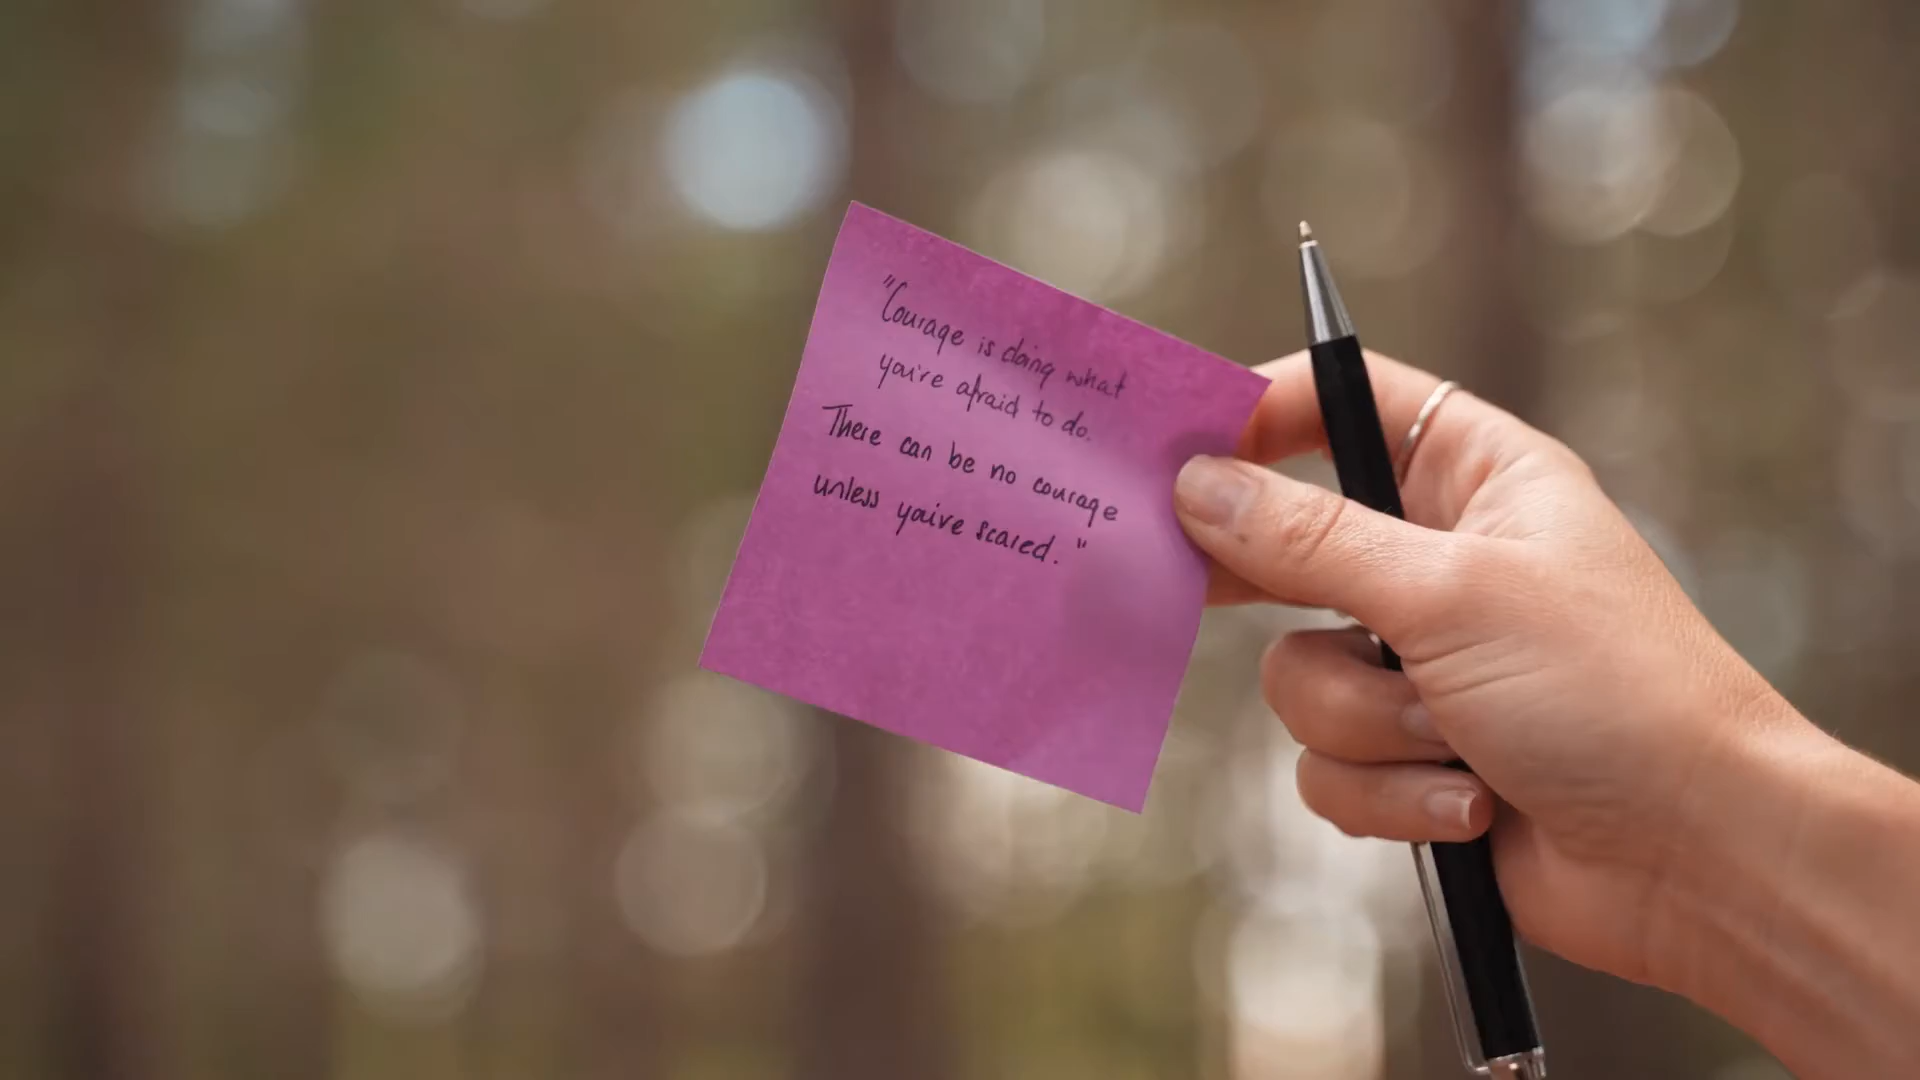 "Courage is doing what
you're afraid to do.
There can be no courage
unless you're scared."